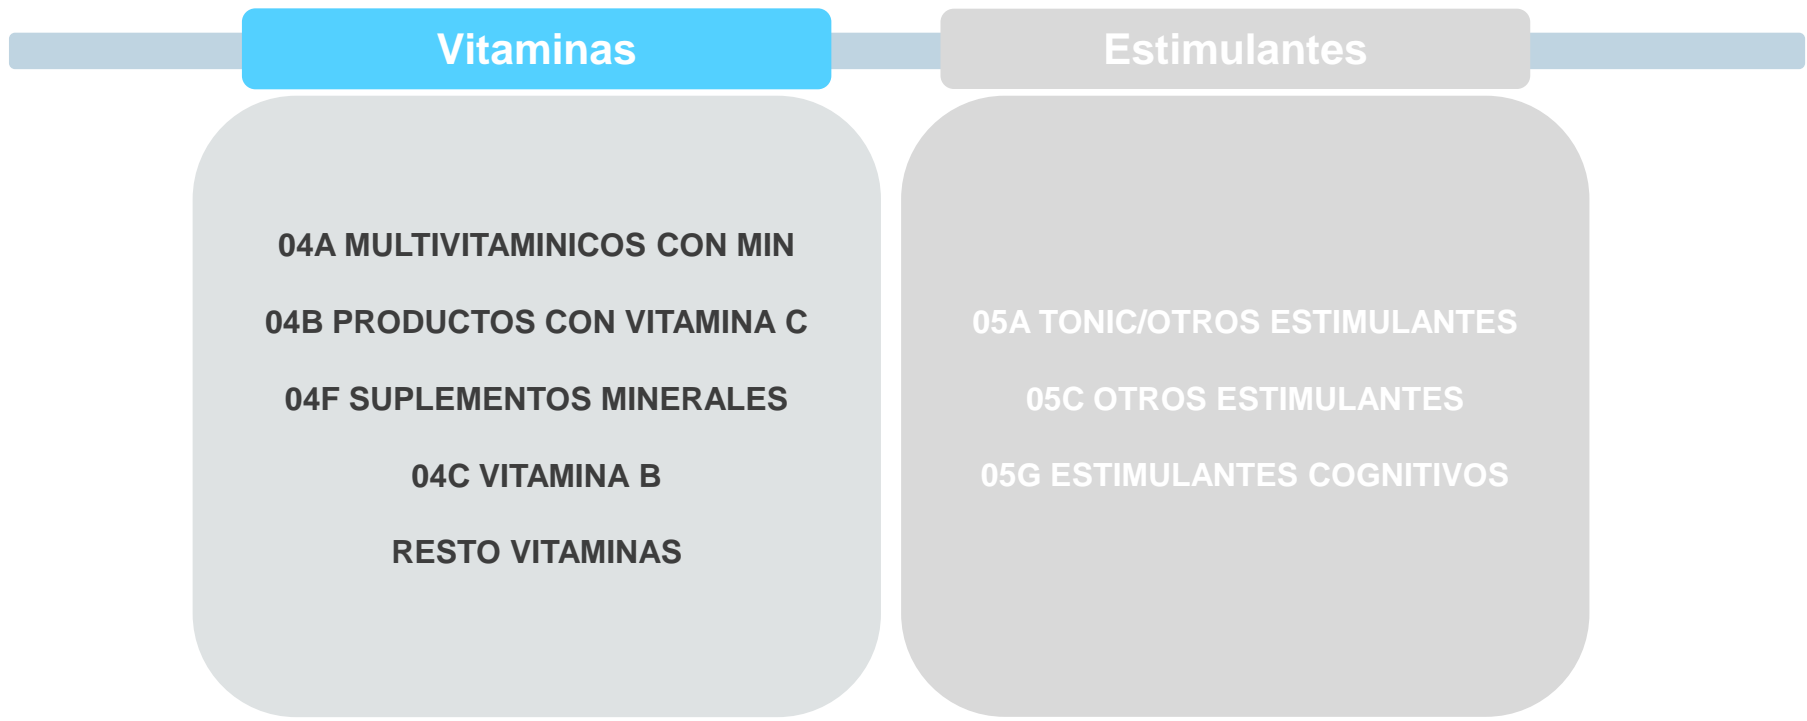 Vitaminas
04A MULTIVITAMINICOS CON MIN
04B PRODUCTOS CON VITAMINA C
04F SUPLEMENTOS MINERALES
04C VITAMINA B
RESTO VITAMINAS
Estimulantes
05A TONIC/OTROS ESTIMULANTES
05C OTROS ESTIMULANTES
05G ESTIMULANTES COGNITIVOS